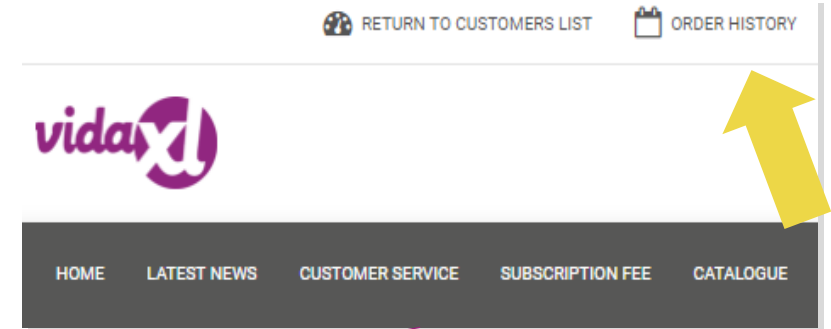 RETURN TO CUSTOMERS LIST ORDER HISTORY
vidaXL
HOME LATEST NEWS CUSTOMER SERVICE SUBSCRIPTION FEE CATALOGUE